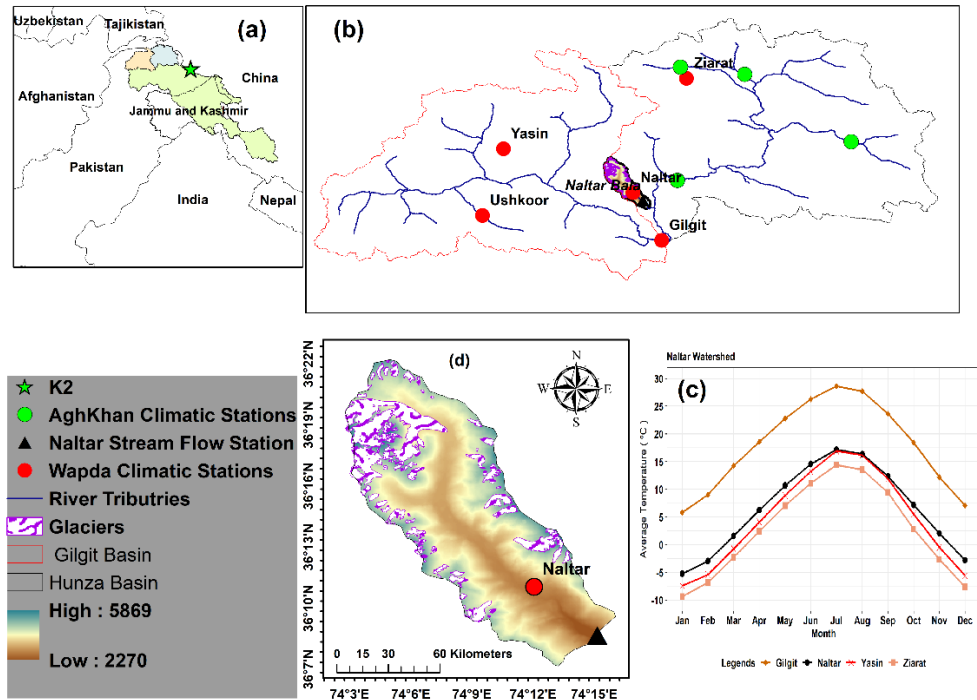 (a)
Uzbekistan
Tajikistan
China
Afghanistan
Jammu and Kashmir
Pakistan
India
Nepal
(b)
Ziarat
Yasin
Naltar
Naltar Bala
Ushkoor
Gilgit
K2
AghKhan Climatic Stations
Naltar Stream Flow Station
Wapda Climatic Stations
River Tributries
Glaciers
Gilgit Basin
Hunza Basin
High : 5869
Low : 2270
(d)
N
W E
S
36°22'N
36°19'N
36°16'N
36°13'N
36°10'N
36°7'N
Naltar
0 15 30 60 Kilometers
74°3'E 74°6'E 74°9'E 74°12'E 74°15'E
Naltar Watershed
(c)
Average Temperature (°C)
30
25
20
15
10
5
0
-5
-10
Jan Feb Mar Apr May Jun Jul Aug Sep Oct Nov Dec
Month
Legends Gilgit Naltar Yasin Ziarat